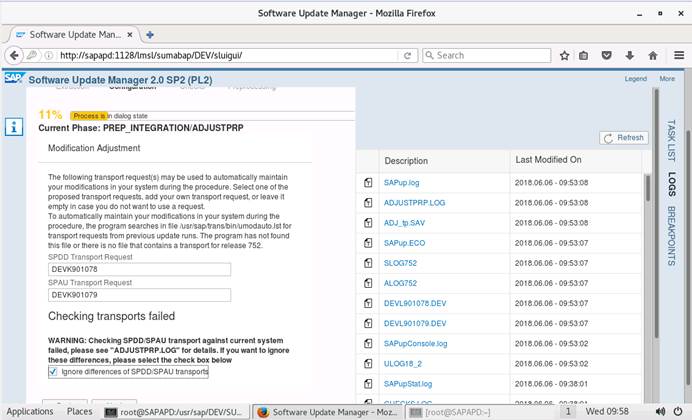 Software Update Manager - Mozilla Firefox
Software Update Man...
http://sapapd:1128/lmsl/sumabap/DEV/sluigui/
Search
SAP
Software Update Manager 2.0 SP2 (PL2)
Legend
More
11%
Process is in dialog state
Current Phase: PREP_INTEGRATION/ADJUSTPRP
Modification Adjustment
The following transport request(s) may be used to automatically maintain
your modifications in your system during the procedure. Select one of the
proposed transport requests, add your own transport request, or leave it
empty in case you do not want to use a request.
To automatically maintain your modifications in your system during the
procedure, the program searches in file /usr/sap/trans/bin/umodauto.lst for
transport requests from previous update runs. The program has not found
this file or there is no file that contains a transport for release 752.
SPDD Transport Request
DEVK901078
SPAU Transport Request
DEVK901079
Checking transports failed
WARNING: Checking SPDD/SPAU transport against current system
failed, please see "ADJUSTPRP.LOG" for details. If you want to ignore
these differences, please select the check box below
Ignore differences of SPDD/SPAU transports
Refresh
Description
Last Modified On
SAPup.log
2018.06.06 - 09:53:08
ADJUSTPRP.LOG
2018.06.06 - 09:53:08
ADJ_tp.SAV
2018.06.06 - 09:53:08
SAPup.ECO
2018.06.06 - 09:53:07
SLOG752
2018.06.06 - 09:53:07
ALOG752
2018.06.06 - 09:53:07
DEVL901078.DEV
2018.06.06 - 09:53:07
DEVL901079.DEV
2018.06.06 - 09:53:07
SAPupConsole.log
2018.06.06 - 09:53:02
ULOG18_2
2018.06.06 - 09:53:02
SAPupStat.log
2018.06.06 - 09:38:01
CHECKS.LOG
TASK LIST
LOGS
BREAKPOINTS
Applications
Places
root@SAPAPD:/usr/sap/DEV/SU...
Software Update Manager - Mozil...
[root@SAPAPD:~]
1
Wed 09:58